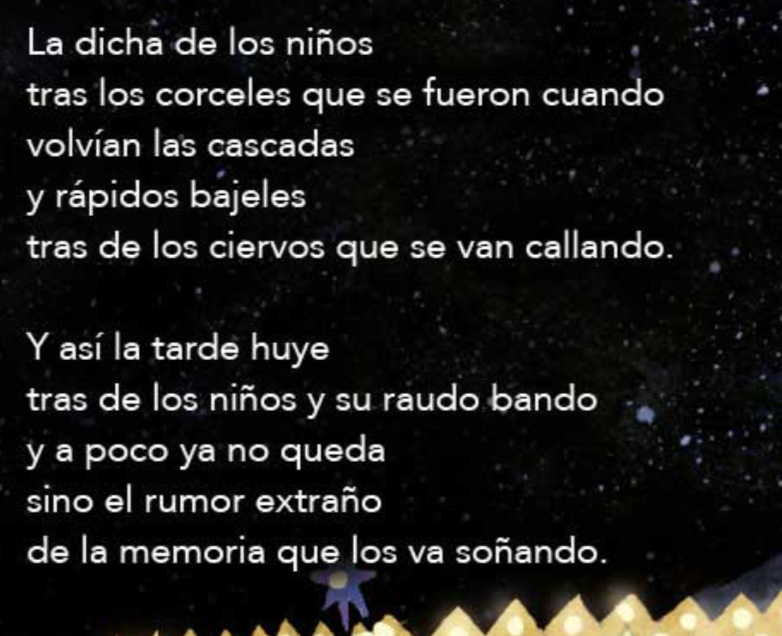 La dicha de los niños
tras los corceles que se fueron cuando
volvían las cascadas
y rápidos bajeles
tras de los ciervos que se van callando.

Y así la tarde huye
tras de los niños y su raudo bando
y a poco ya no queda
sino el rumor extraño
de la memoria que los va soñando.